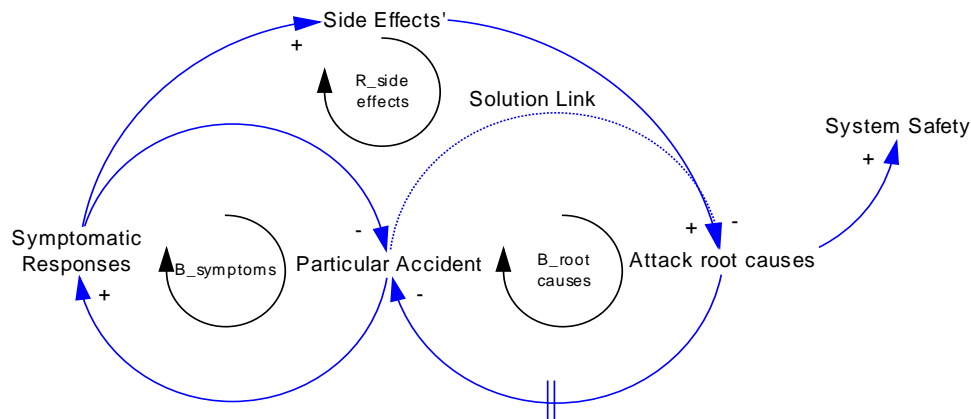 Side Effects'
+
R_side
effects
Solution Link
System Safety
+
Symptomatic
Responses
+
B_symptoms
-
Particular Accident
-
B_root
causes
+
-
Attack root causes